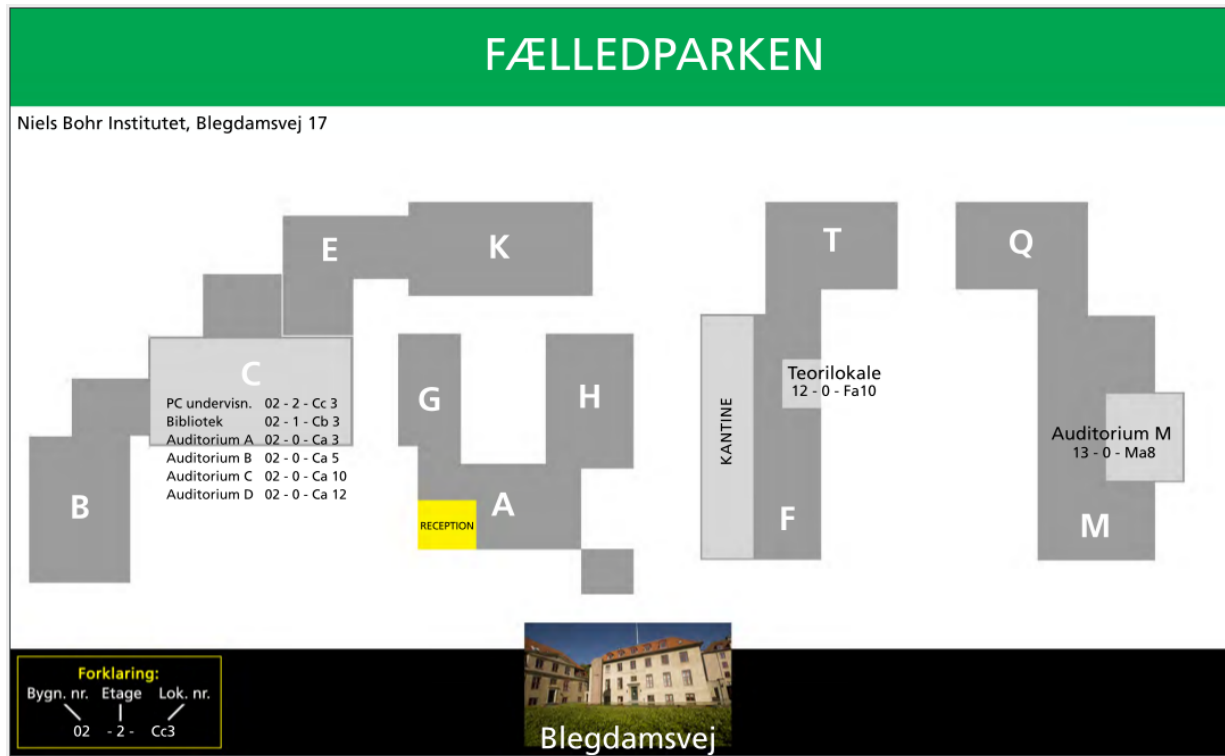 FÆLLEDPARKEN
Niels Bohr Institutet, Blegdamsvej 17
E
K
T
Q
C
PC undervisn. 02 - 2 - Cc 3
Bibliotek 02 - 1 - Cb 3
Auditorium A 02 - 0 - Ca 3
Auditorium B 02 - 0 - Ca 5
Auditorium C 02 - 0 - Ca 10
Auditorium D 02 - 0 - Ca 12
B
G
H
A
RECEPTION
KANTINE
Teorilokale
12 - 0 - Fa10
F
Auditorium M
13 - 0 - Ma8
M
Forklaring:
Bygn. nr. Etage Lok. nr.
02 - 2 - Cc3
Blegdamsvej